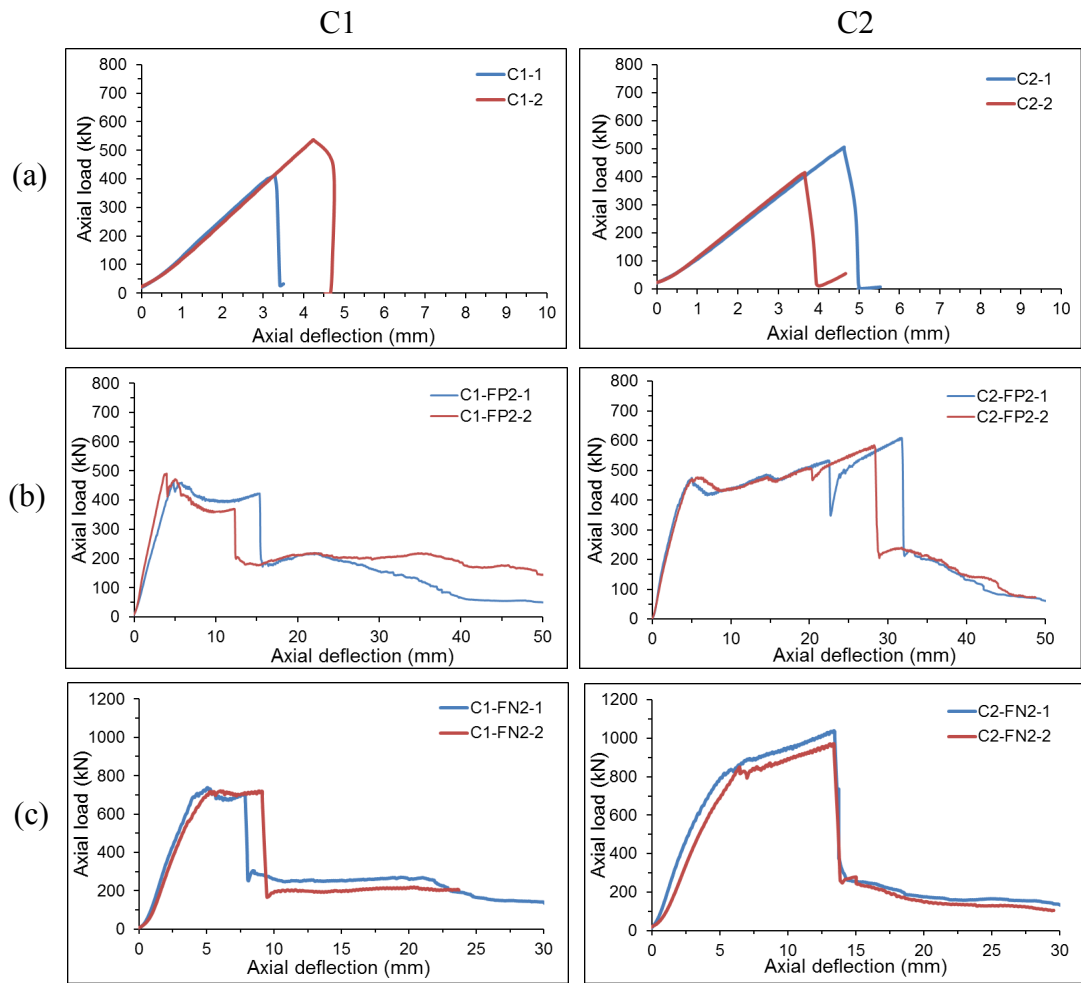 C1
C2
(a)
Axial load (kN)
800
700
600
500
400
300
200
100
0
0 1 2 3 4 5 6 7 8 9 10
Axial deflection (mm)
C1-1
C1-2
Axial load (kN)
800
700
600
500
400
300
200
100
0
0 1 2 3 4 5 6 7 8 9 10
Axial deflection (mm)
C2-1
C2-2
(b)
Axial load (kN)
800
700
600
500
400
300
200
100
0
0 10 20 30 40 50
Axial deflection (mm)
C1-FP2-1
C1-FP2-2
Axial load (kN)
800
700
600
500
400
300
200
100
0
0 10 20 30 40 50
Axial deflection (mm)
C2-FP2-1
C2-FP2-2
(c)
Axial load (kN)
1200
1000
800
600
400
200
0
0 5 10 15 20 25 30
Axial deflection (mm)
C1-FN2-1
C1-FN2-2
Axial load (kN)
1200
1000
800
600
400
200
0
0 5 10 15 20 25 30
Axial deflection (mm)
C2-FN2-1
C2-FN2-2